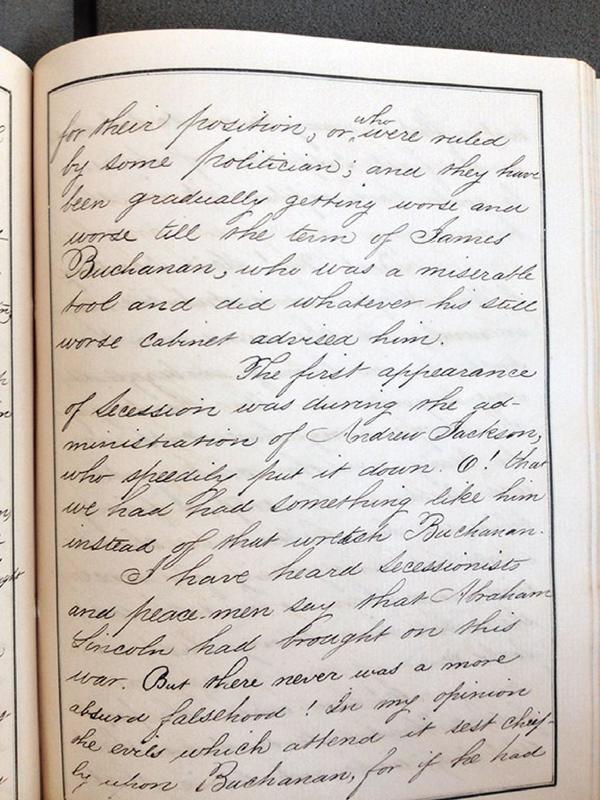 for their position, or who were ruled
by some politician; and they have
been gradually getting worse and
worse till the term of James
Buchanan, who was a miserable
tool and did whatever his still
worse cabinet advised him.
The first appearance
of Secession was during the ad-
ministration of Andrew Jackson,
who speedily put it down. O! that
we had had something like him
instead of that wretch Buchanan.
I have heard Secessionists
and peace-men say that Abraham
Lincoln had brought on this
war. But there never was a more
absurd falsehood! In my opinion
the evils which attend it rest chief-
ly upon Buchanan, for if he had